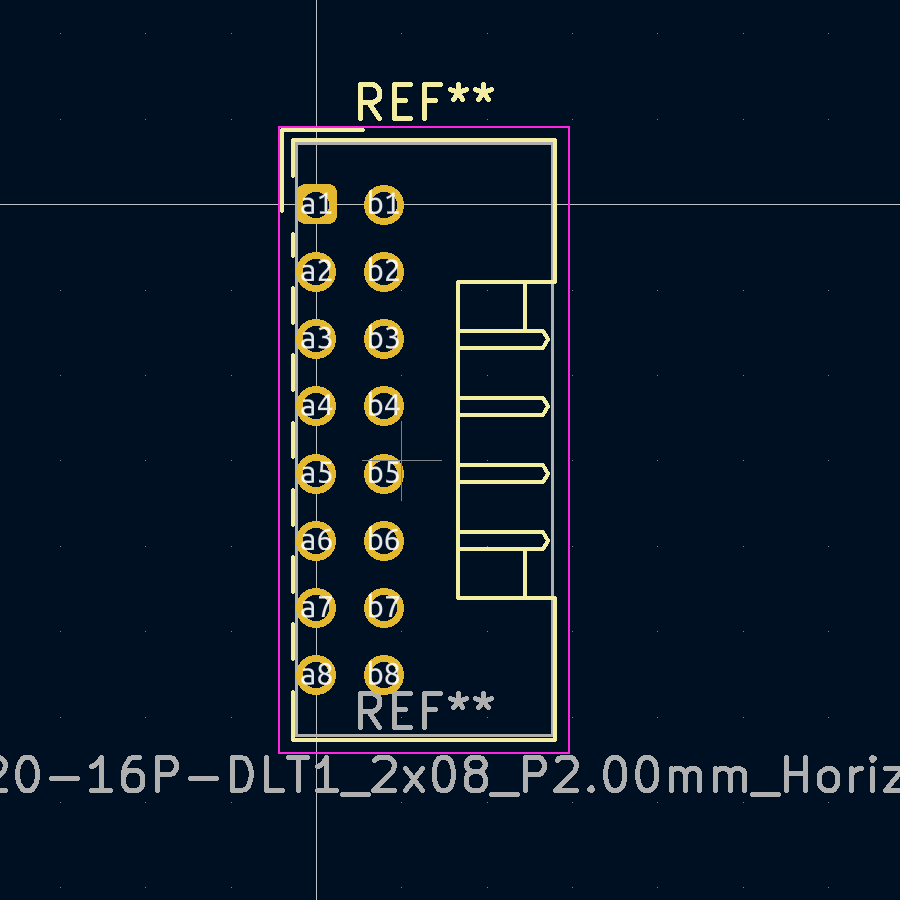 REF**
a1 b1
a2 b2
a3 b3
a4 b4
a5 b5
a6 b6
a7 b7
a8 b8
REF**
20-16P-DLT1_2x08_P2.00mm_Horiz